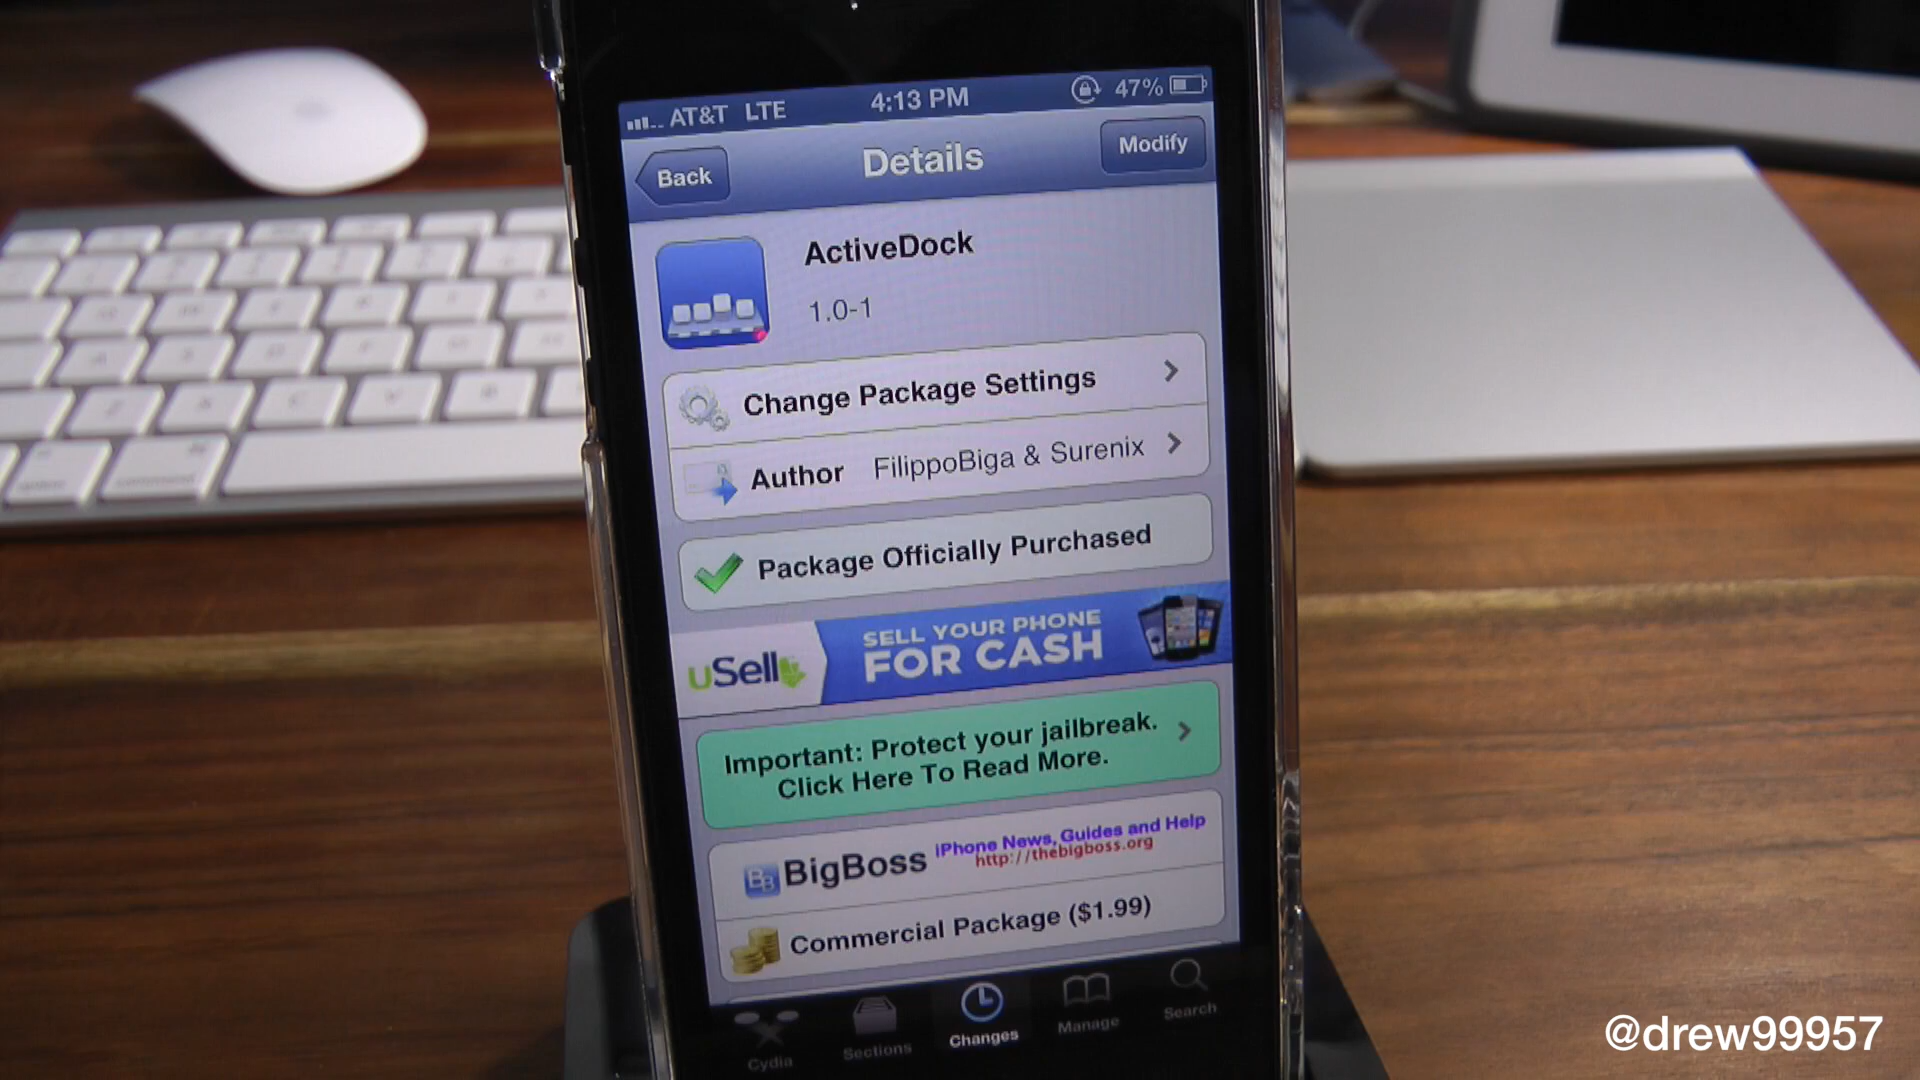 AT&T LTE 4:13 PM 47%
Back Details Modify
ActiveDock
1.0-1
Change Package Settings
Author FilippoBiga & Surenix
Package Officially Purchased
uSell SELL YOUR PHONE
FOR CASH
Important: Protect your jailbreak.
Click Here To Read More.
BB BigBoss iPhone News, Guides and Help
http://thebigboss.org
Commercial Package ($1.99)
Cydia Sections Changes Manage Search
@drew99957